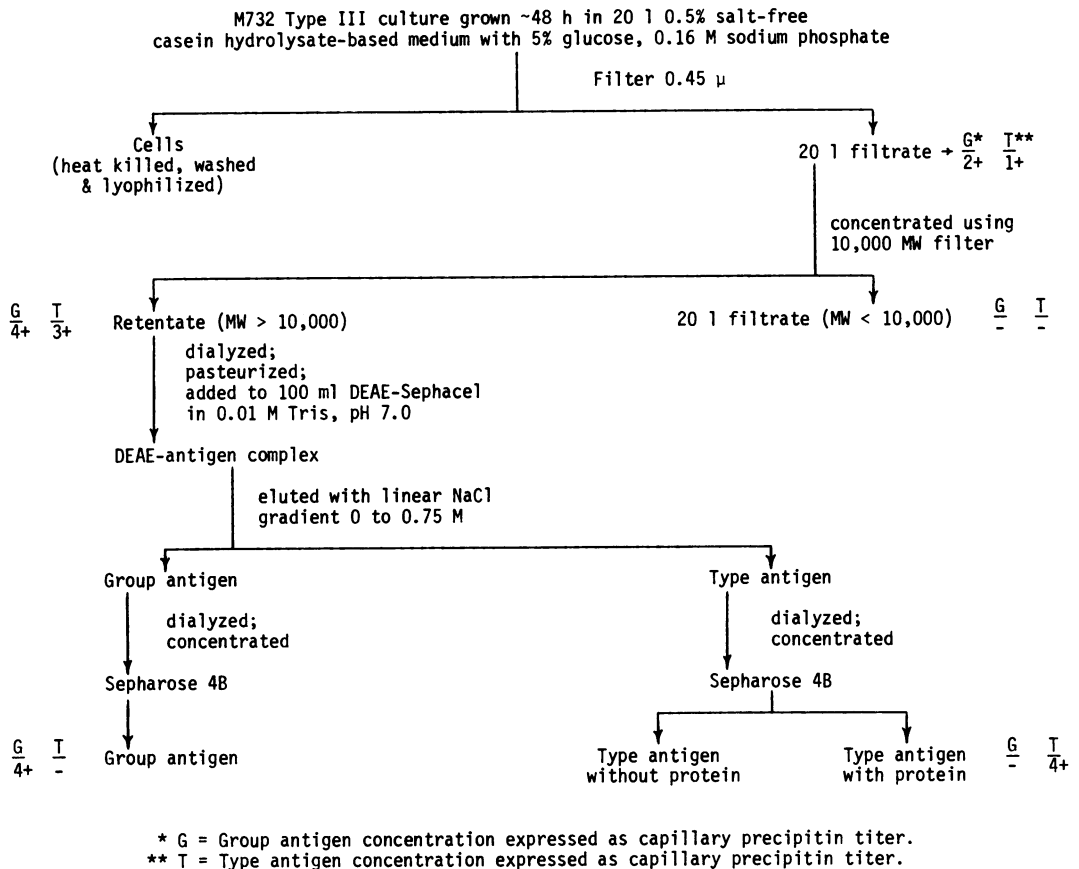 M732 Type III culture grown ~48 h in 20 l 0.5% salt-free
casein hydrolysate-based medium with 5% glucose, 0.16 M sodium phosphate
Filter 0.45 µ
Cells
(heat killed, washed
& lyophilized)
20 l filtrate → G* T**
2+ 1+
concentrated using
10,000 MW filter
G T
4+ 3+
Retentate (MW > 10,000)
20 l filtrate (MW < 10,000)
G T
- -
dialyzed;
pasteurized;
added to 100 ml DEAE-Sephacel
in 0.01 M Tris, pH 7.0
DEAE-antigen complex
eluted with linear NaCl
gradient 0 to 0.75 M
Group antigen
Type antigen
dialyzed;
concentrated
dialyzed;
concentrated
Sepharose 4B
Sepharose 4B
G T
4+ -
Group antigen
Type antigen
without protein
Type antigen
with protein
G T
- 4+
* G = Group antigen concentration expressed as capillary precipitin titer.
** T = Type antigen concentration expressed as capillary precipitin titer.